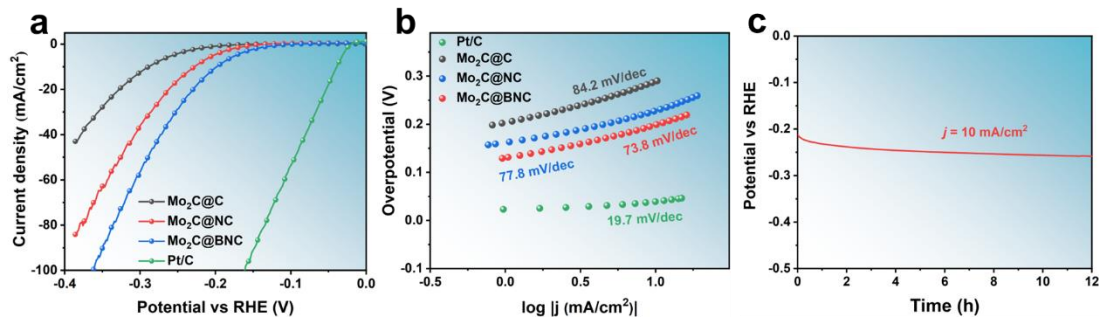 a
Current density (mA/cm²)
0
-20
-40
-60
-80
-100
Mo₂C@C
Mo₂C@NC
Mo₂C@BNC
Pt/C
-0.4 -0.3 -0.2 -0.1 0.0
Potential vs RHE (V)
b
Overpotential (V)
0.3
0.2
0.1
0.0
-0.1
Pt/C
Mo₂C@C
Mo₂C@NC
Mo₂C@BNC
84.2 mV/dec
73.8 mV/dec
77.8 mV/dec
19.7 mV/dec
-0.5 0.0 0.5 1.0 1.5
log |j (mA/cm²)|
c
Potential vs RHE
0.0
-0.1
-0.2
-0.3
-0.4
-0.5
j = 10 mA/cm²
0 2 4 6 8 10 12
Time (h)